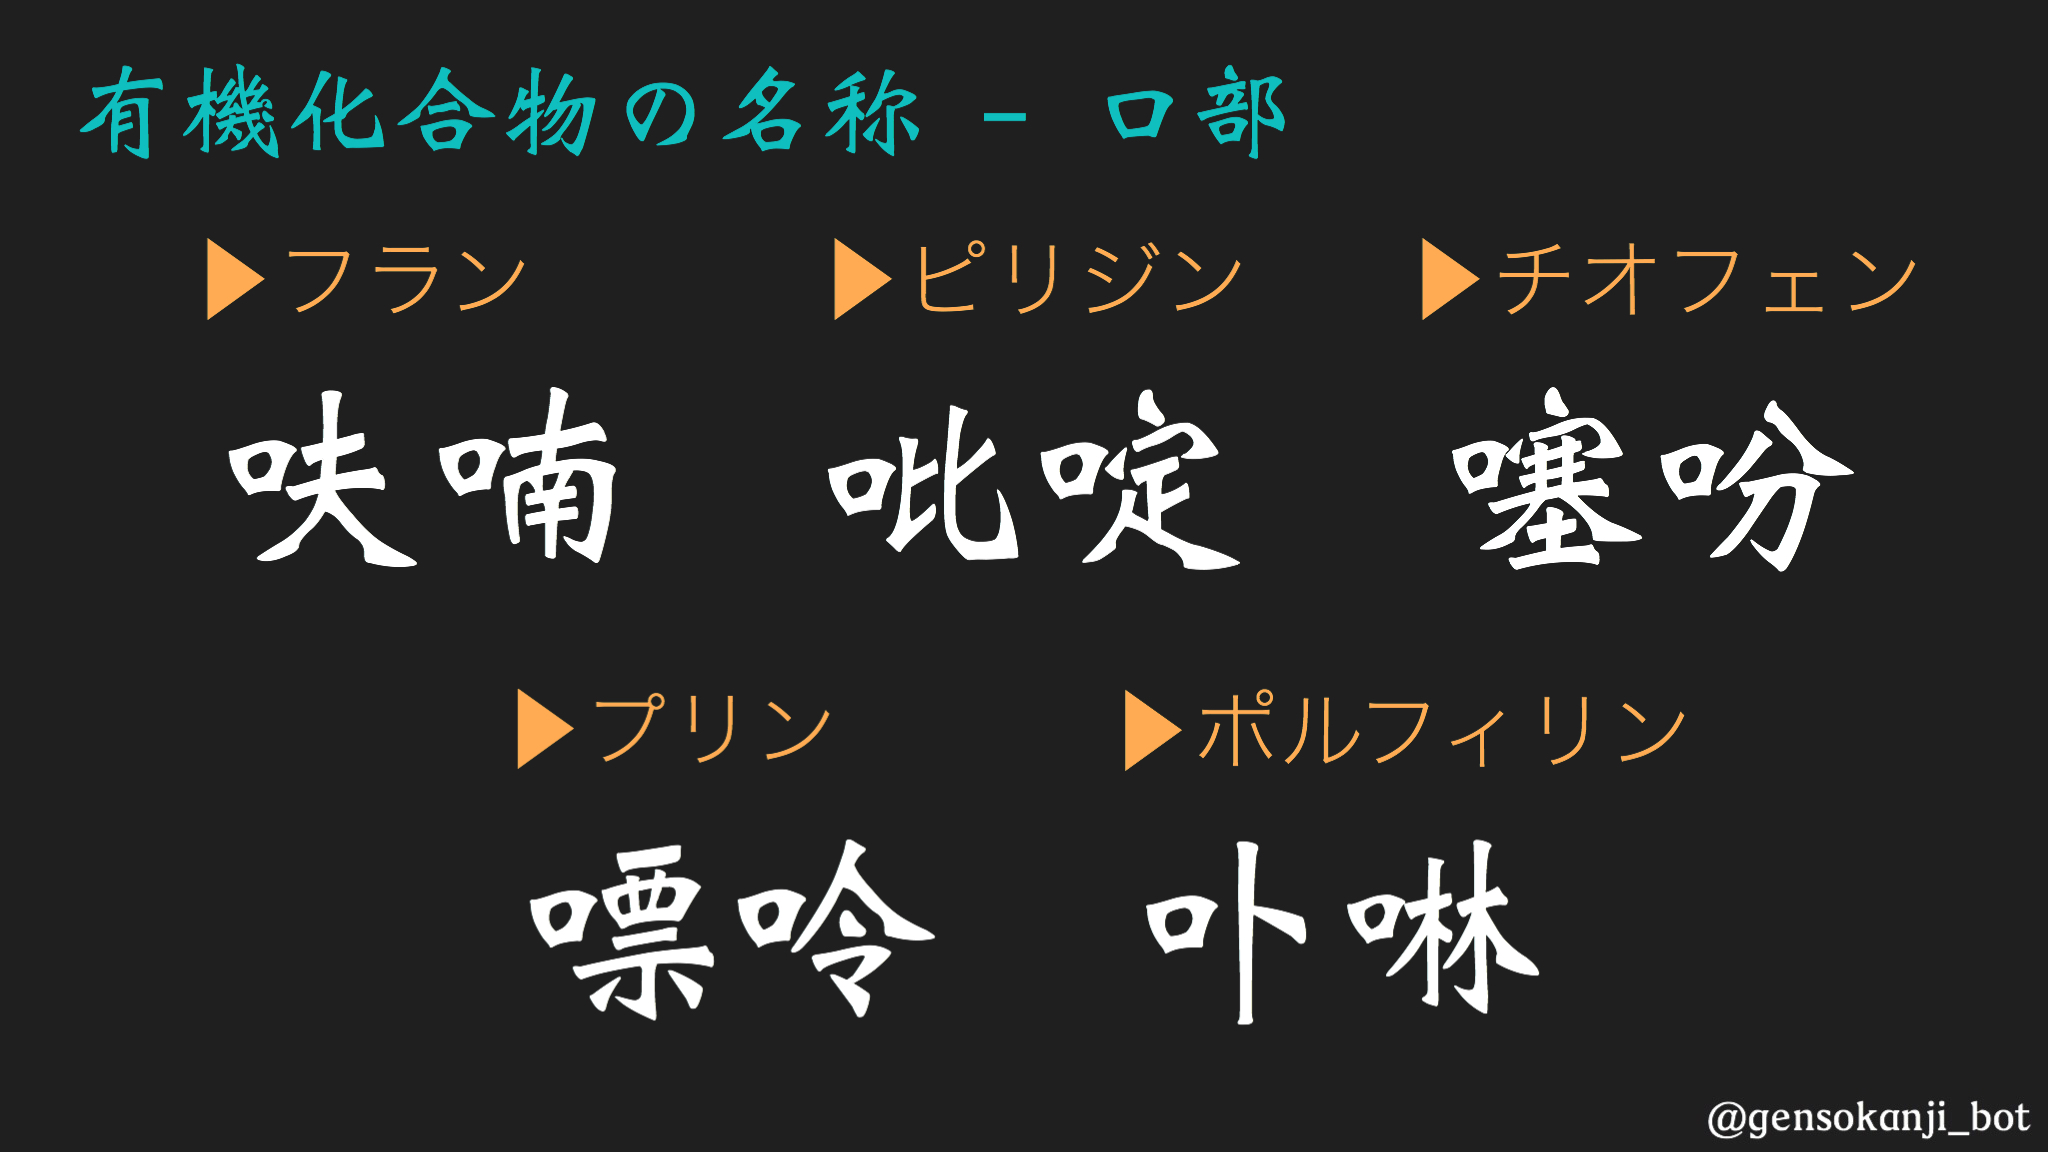 有機化合物の名称 - 口部
▶フラン ▶ピリジン ▶チオフェン
呋喃 吡啶 噻吩
▶プリン ▶ポルフィリン
嘌呤 卟啉
@gensokanji_bot